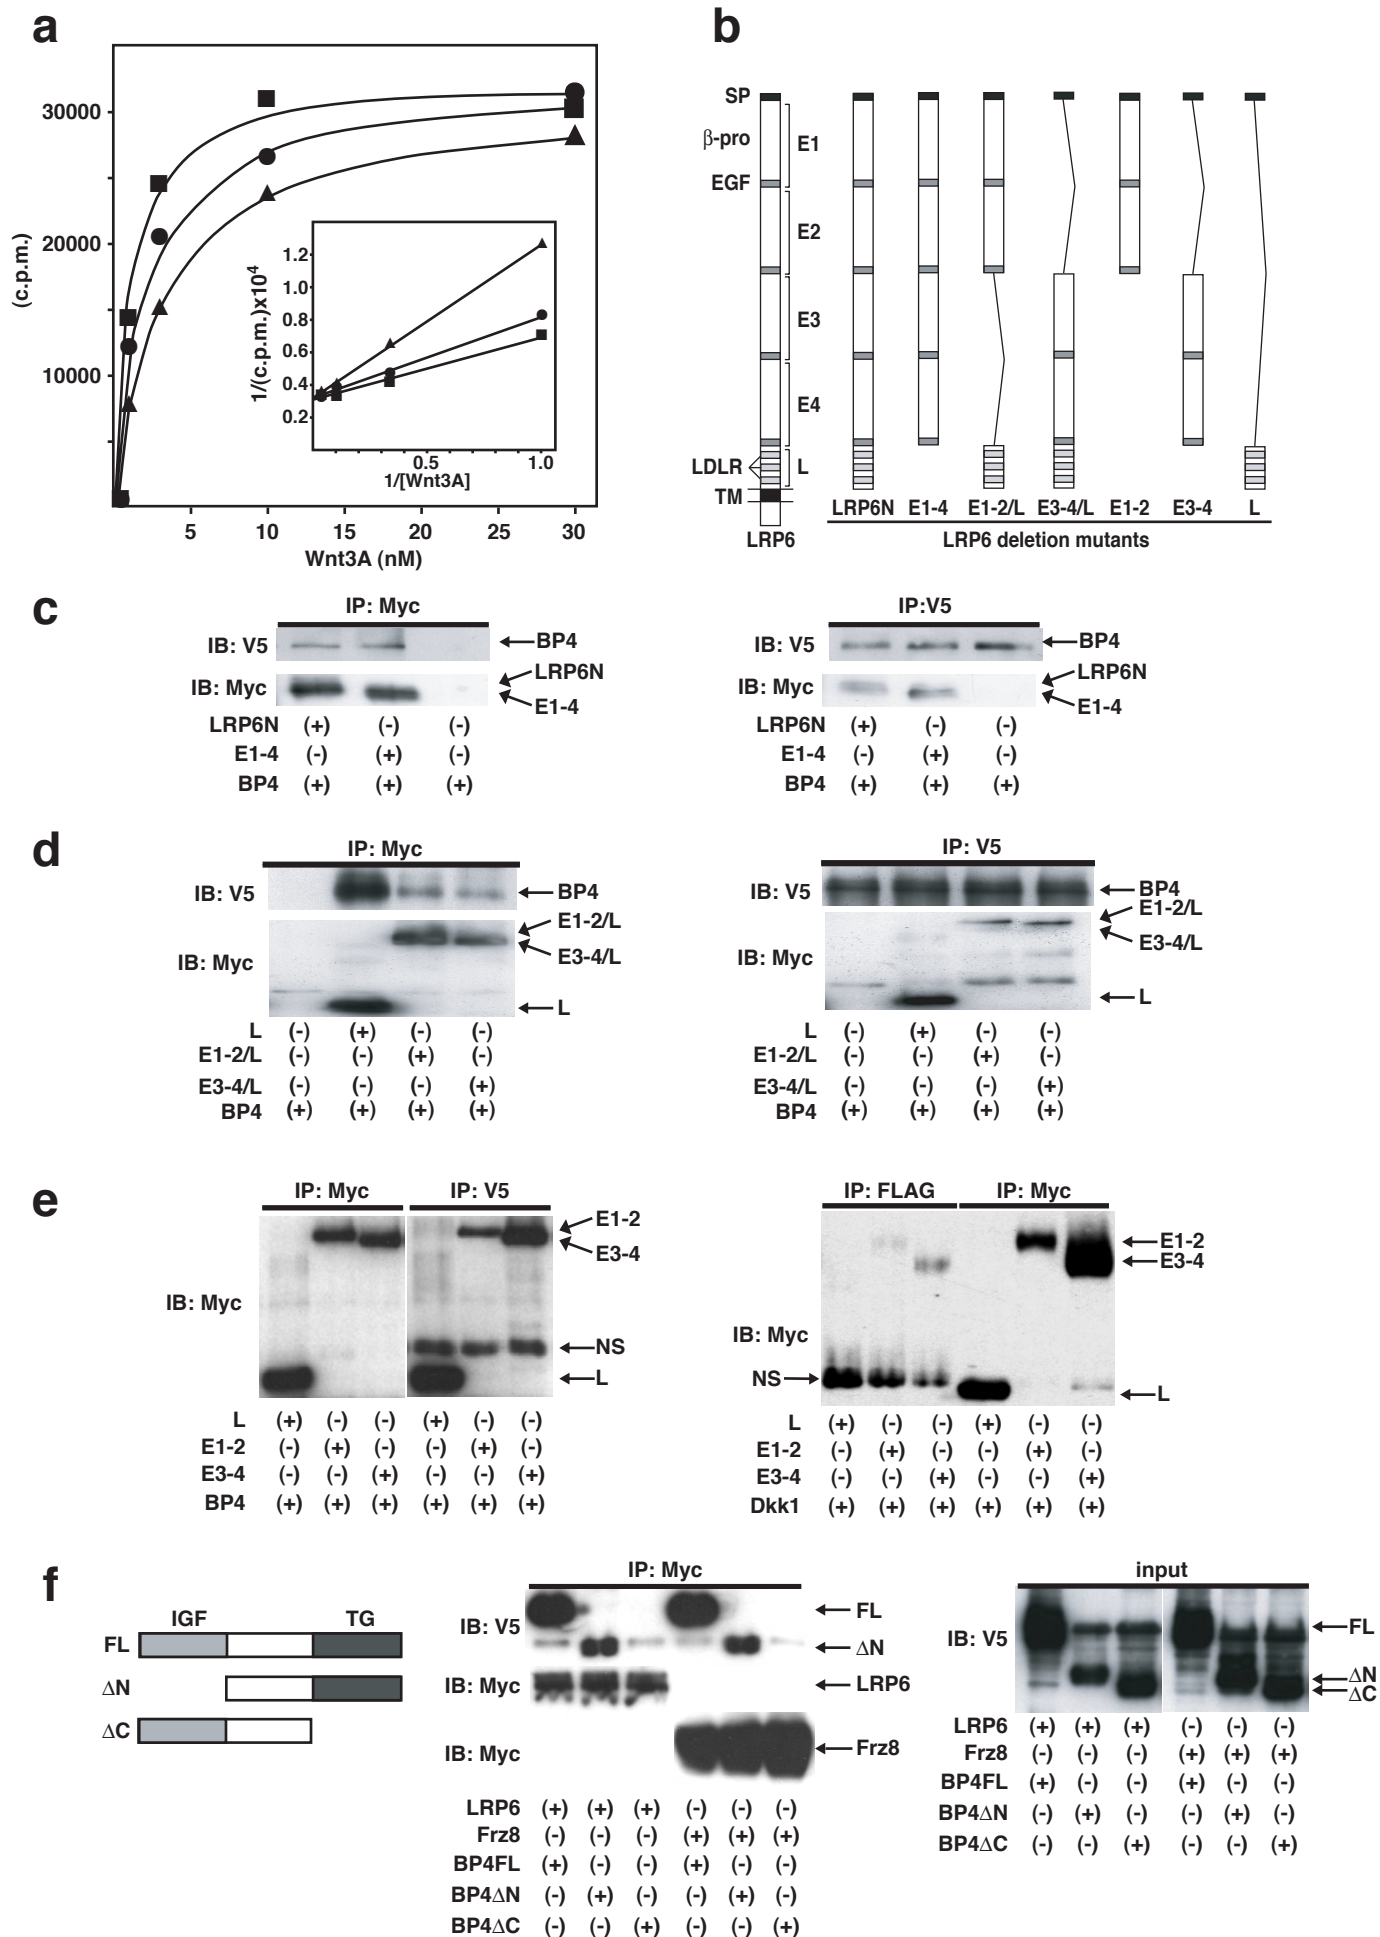 a
30000
20000
10000
(c.p.m.)
5 10 15 20 25 30
Wnt3A (nM)
1/(c.p.m.)x10⁴
1.2
1.0
0.8
0.6
0.4
0.2
0.5 1.0
1/[Wnt3A]
b
SP
β-pro
EGF
LDLR
TM
E1
E2
E3
E4
L
LRP6
LRP6N E1-4 E1-2/L E3-4/L E1-2 E3-4 L
LRP6 deletion mutants
c
IP: Myc
IB: V5 BP4
IB: Myc LRP6N
E1-4
LRP6N (+) (-) (-)
E1-4 (-) (+) (-)
BP4 (+) (+) (+)
IP:V5
IB: V5 BP4
IB: Myc LRP6N
E1-4
LRP6N (+) (-) (-)
E1-4 (-) (+) (-)
BP4 (+) (+) (+)
d
IP: Myc
IB: V5 BP4
E1-2/L
IB: Myc E3-4/L
L
L (-) (+) (-) (-)
E1-2/L (-) (-) (+) (-)
E3-4/L (-) (-) (-) (+)
BP4 (+) (+) (+) (+)
IP: V5
IB: V5 BP4
E1-2/L
E3-4/L
IB: Myc
L
L (-) (+) (-) (-)
E1-2/L (-) (-) (+) (-)
E3-4/L (-) (-) (-) (+)
BP4 (+) (+) (+) (+)
e
IP: Myc IP: V5
E1-2
E3-4
IB: Myc
NS
L
L (+) (-) (-) (+) (-) (-)
E1-2 (-) (+) (-) (-) (+) (-)
E3-4 (-) (-) (+) (-) (-) (+)
BP4 (+) (+) (+) (+) (+) (+)
IP: FLAG IP: Myc
E1-2
E3-4
IB: Myc
NS
L
L (+) (-) (-) (+) (-) (-)
E1-2 (-) (+) (-) (-) (+) (-)
E3-4 (-) (-) (+) (-) (-) (+)
Dkk1 (+) (+) (+) (+) (+) (+)
f
IGF TG
FL
ΔN
ΔC
IP: Myc
IB: V5 FL
ΔN
IB: Myc LRP6
IB: Myc Frz8
LRP6 (+) (+) (+) (-) (-) (-)
Frz8 (-) (-) (-) (+) (+) (+)
BP4FL (+) (-) (-) (+) (-) (-)
BP4ΔN (-) (+) (-) (-) (+) (-)
BP4ΔC (-) (-) (+) (-) (-) (+)
input
IB: V5 FL
ΔN
ΔC
LRP6 (+) (+) (+) (-) (-) (-)
Frz8 (-) (-) (-) (+) (+) (+)
BP4FL (+) (-) (-) (+) (-) (-)
BP4ΔN (-) (+) (-) (-) (+) (-)
BP4ΔC (-) (-) (+) (-) (-) (+)